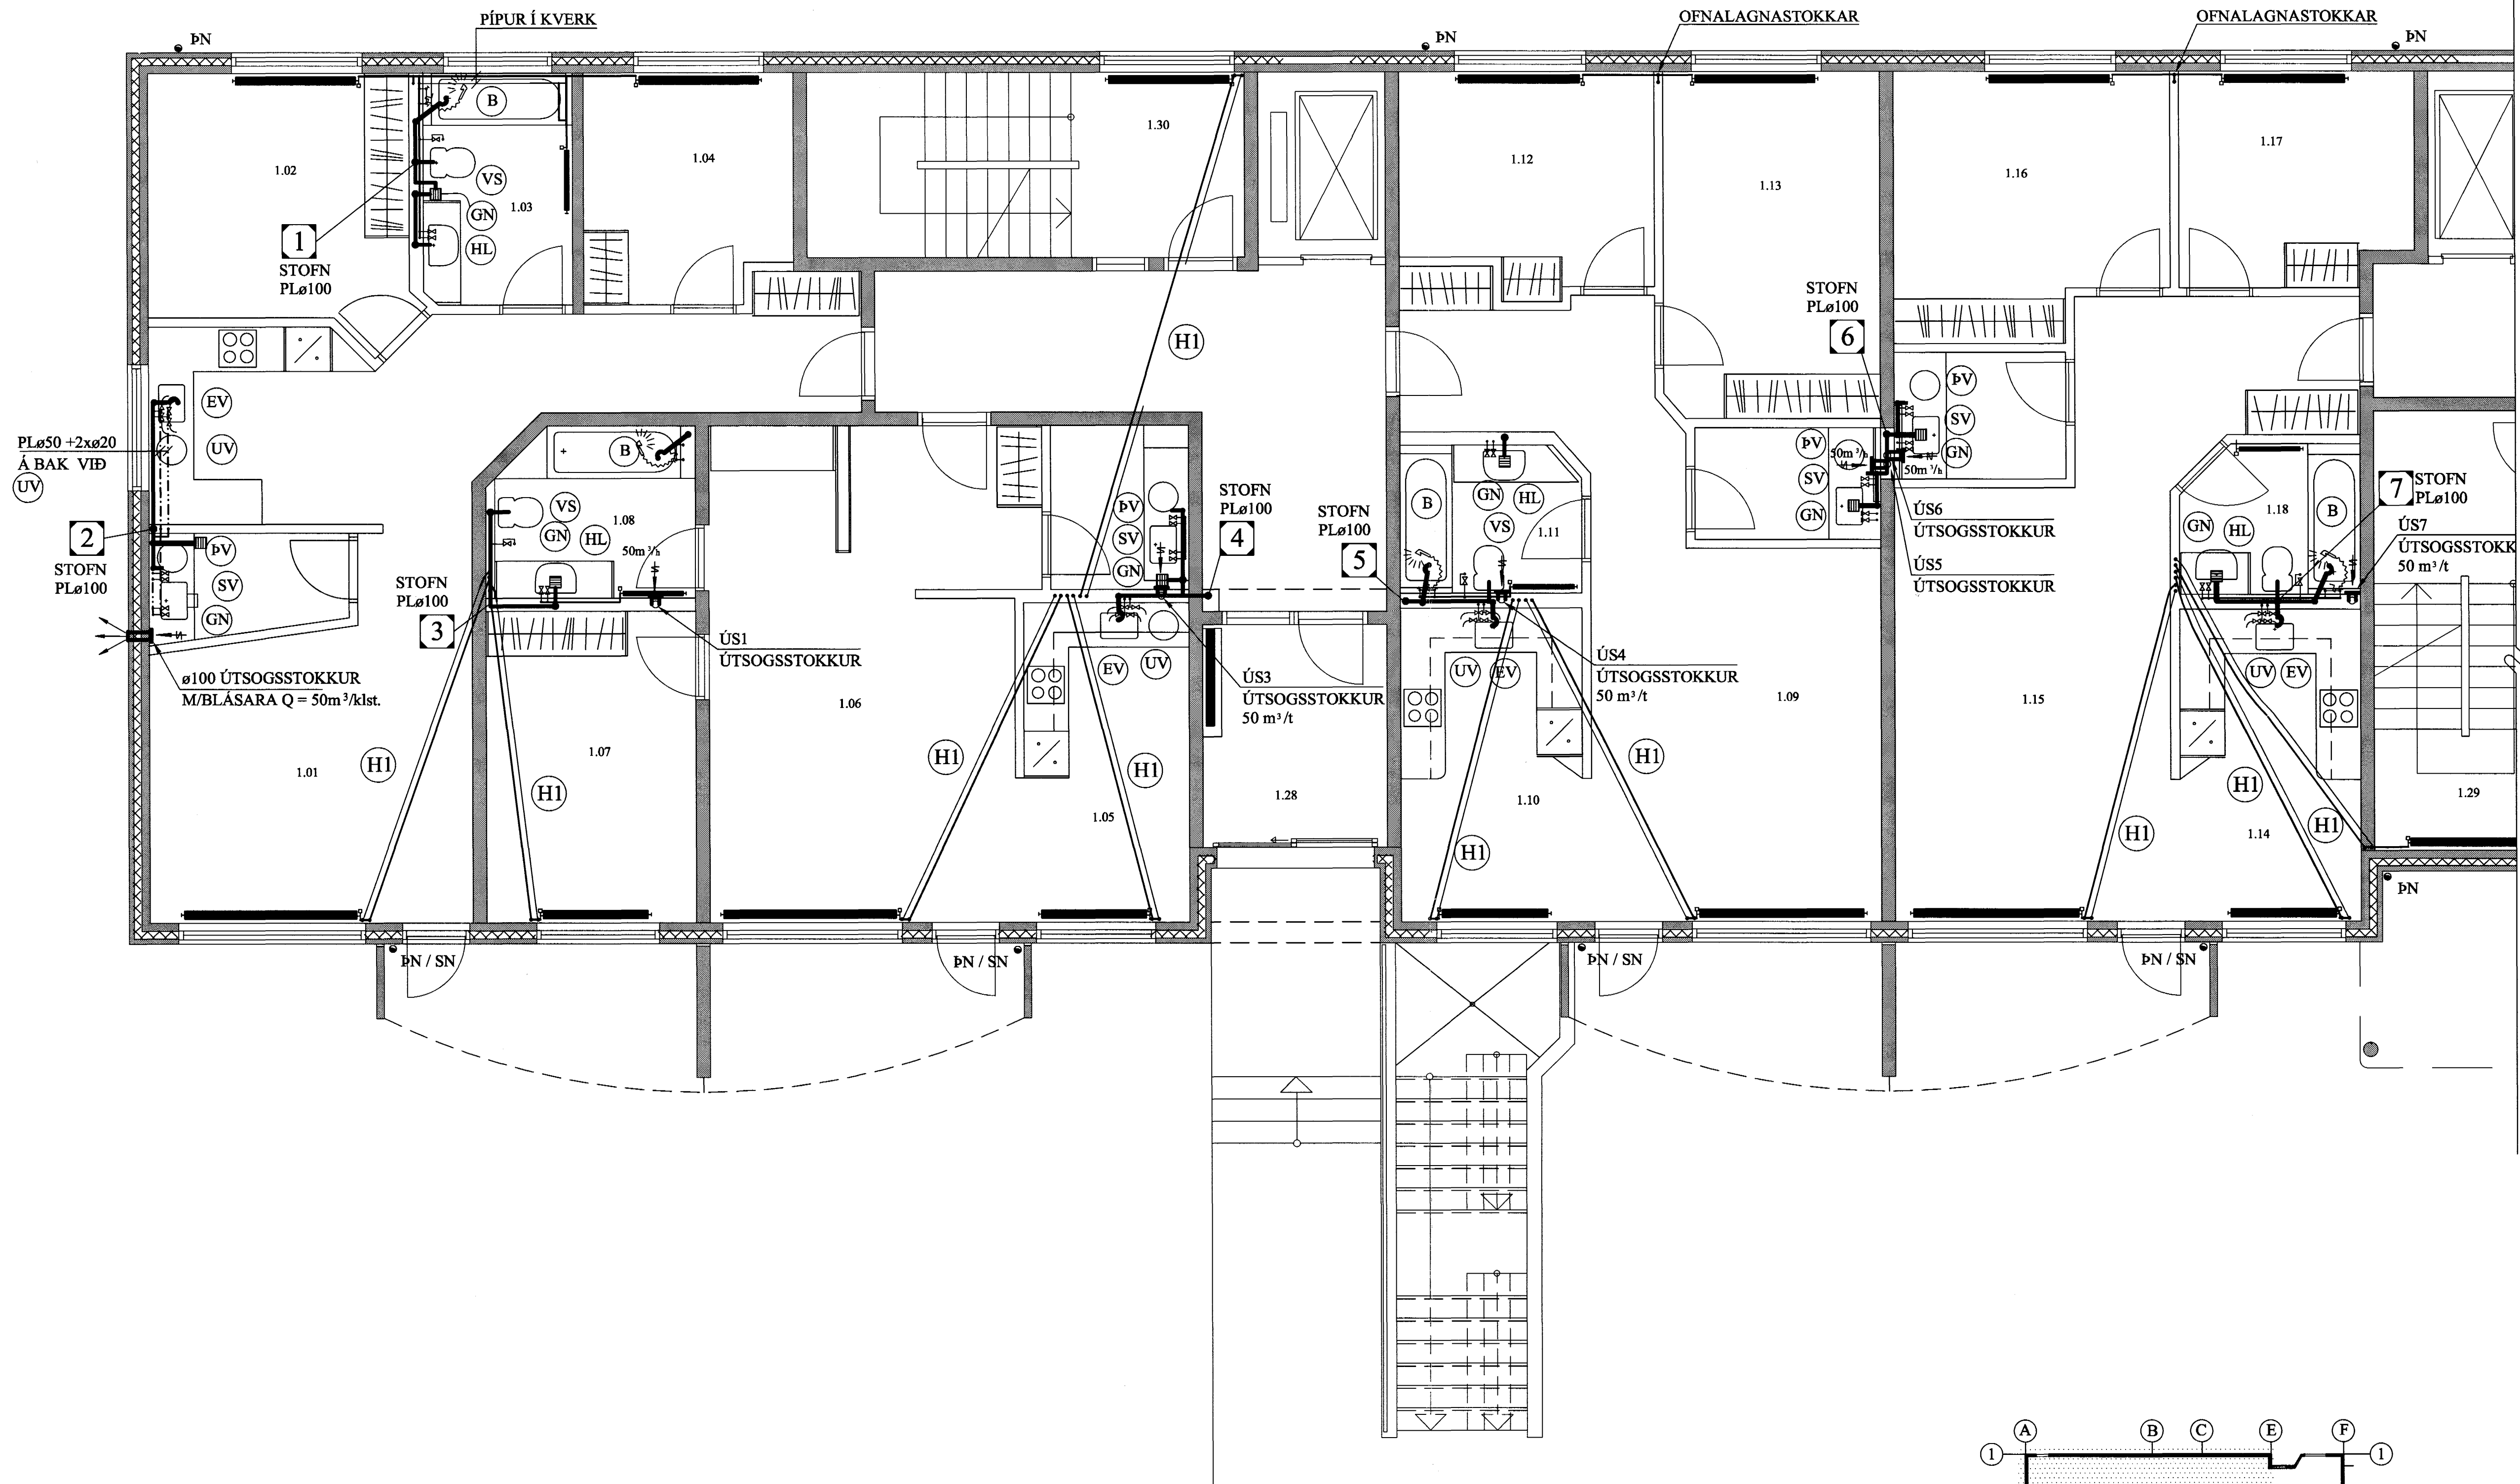 PÍPUR Í KVERK
OFNALAGNASTOKKAR
OFNALAGNASTOKKAR
ÞN
ÞN
ÞN
B
1.02
VS
1.03
GN
HL
1
STOFN
PLø100
1.04
1.30
1.12
1.13
1.16
1.17
H1
STOFN
PLø100
6
ÞV
SV
GN
50m³/h
50m³/h
ÞV
SV
GN
ÚS6
ÚTSOGSSTOKKUR
ÚS5
ÚTSOGSSTOKKUR
EV
UV
PLø50 +2xø20
Á BAK VIÐ
UV
2
STOFN
PLø100
ÞV
SV
GN
ø100 ÚTSOGSSTOKKUR
M/BLÁSARA Q = 50m³/klst.
B
VS
1.08
GN
HL
50m³/h
STOFN
PLø100
3
ÚS1
ÚTSOGSSTOKKUR
ÞV
SV
GN
STOFN
PLø100
4
EV
UV
ÚS3
ÚTSOGSSTOKKUR
50 m³/t
STOFN
PLø100
5
B
GN
HL
VS
1.11
UV
EV
ÚS4
ÚTSOGSSTOKKUR
50 m³/t
GN
HL
1.18
B
7
STOFN
PLø100
ÚS7
ÚTSOGSSTOKK
50 m³/t
UV
EV
1.01
H1
1.07
H1
1.06
H1
1.05
H1
1.28
1.10
H1
H1
1.09
1.15
H1
H1
1.14
H1
1.29
ÞN
ÞN / SN
ÞN / SN
ÞN / SN
ÞN / SN
A
B
C
E
F
1
1